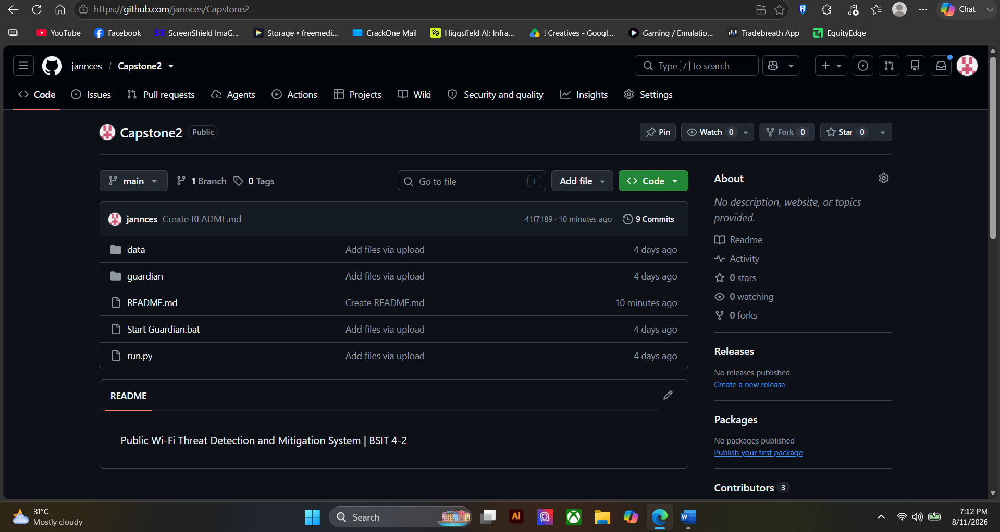 https://github.com/jannces/Capstone2
Chat
YouTube
Facebook
SS ScreenShield ImaG...
Storage • freemedi...
CrackOne Mail
Higgsfield AI: Infra...
! Creatives - Googl...
Gaming / Emulatio...
Tradebreath App
EquityEdge
jannces / Capstone2
Type / to search
Code
Issues
Pull requests
Agents
Actions
Projects
Wiki
Security and quality
Insights
Settings
Capstone2 Public
Pin
Watch 0
Fork 0
Star 0
main
1 Branch
0 Tags
Go to file T
Add file
Code
jannces Create README.md 41f7189 · 10 minutes ago 9 Commits
data Add files via upload 4 days ago
guardian Add files via upload 4 days ago
README.md Create README.md 10 minutes ago
Start Guardian.bat Add files via upload 4 days ago
run.py Add files via upload 4 days ago
README
Public Wi-Fi Threat Detection and Mitigation System | BSIT 4-2
About
No description, website, or topics
provided.
Readme
Activity
0 stars
0 watching
0 forks
Releases
No releases published
Create a new release
Packages
No packages published
Publish your first package
Contributors 3
31°C
Mostly cloudy
Search
Ai
W
7:12 PM
8/11/2026